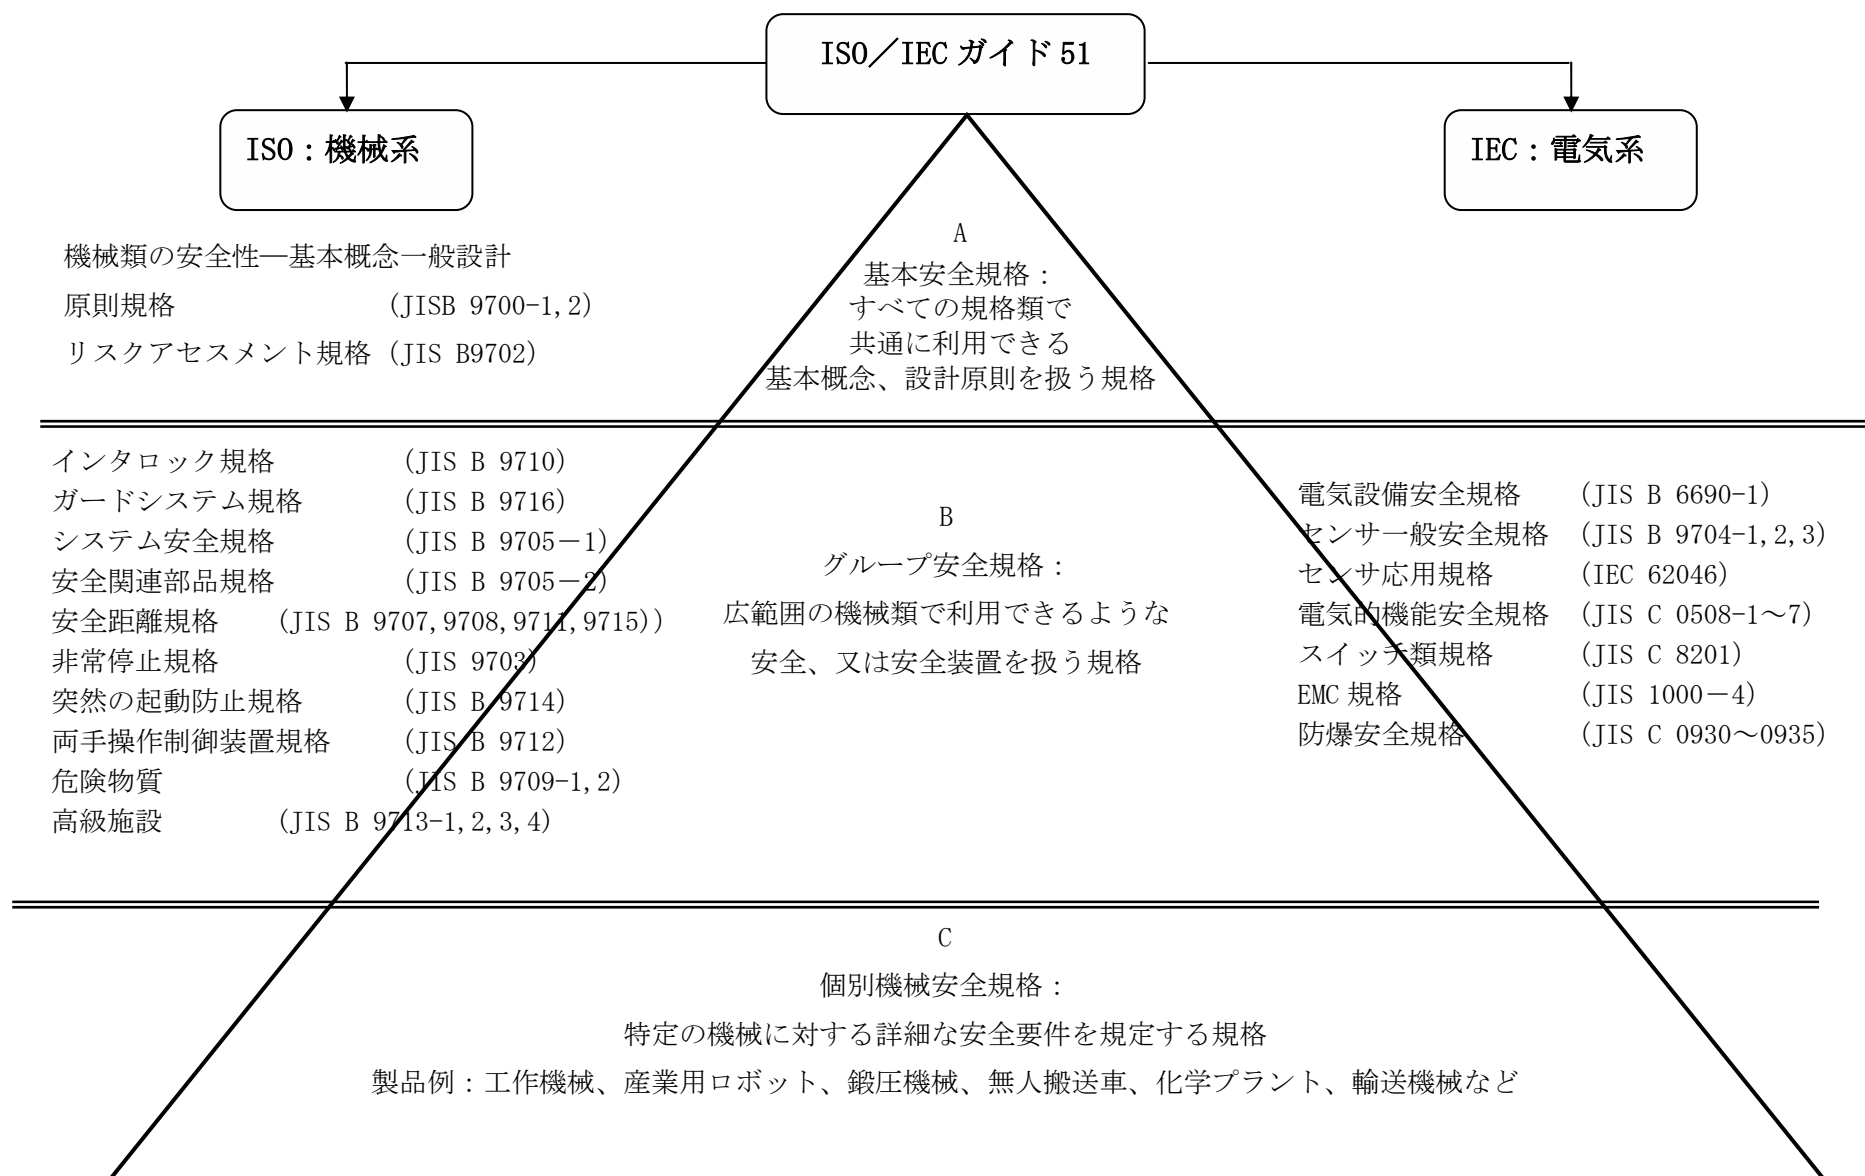 ISO／IEC ガイド 51
ISO：機械系
IEC：電気系
機械類の安全性―基本概念一般設計
原則規格 (JISB 9700-1,2)
リスクアセスメント規格 (JIS B9702)
A
基本安全規格：
すべての規格類で
共通に利用できる
基本概念、設計原則を扱う規格
インタロック規格 (JIS B 9710)
ガードシステム規格 (JIS B 9716)
システム安全規格 (JIS B 9705－1)
安全関連部品規格 (JIS B 9705－2)
安全距離規格 (JIS B 9707,9708,9711,9715))
非常停止規格 (JIS 9703)
突然の起動防止規格 (JIS B 9714)
両手操作制御装置規格 (JIS B 9712)
危険物質 (JIS B 9709-1,2)
高級施設 (JIS B 9713-1,2,3,4)
B
グループ安全規格：
広範囲の機械類で利用できるような
安全、又は安全装置を扱う規格
電気設備安全規格 (JIS B 6690-1)
センサ一般安全規格 (JIS B 9704-1,2,3)
センサ応用規格 (IEC 62046)
電気的機能安全規格 (JIS C 0508-1～7)
スイッチ類規格 (JIS C 8201)
EMC 規格 (JIS 1000－4)
防爆安全規格 (JIS C 0930～0935)
C
個別機械安全規格：
特定の機械に対する詳細な安全要件を規定する規格
製品例：工作機械、産業用ロボット、鍛圧機械、無人搬送車、化学プラント、輸送機械など